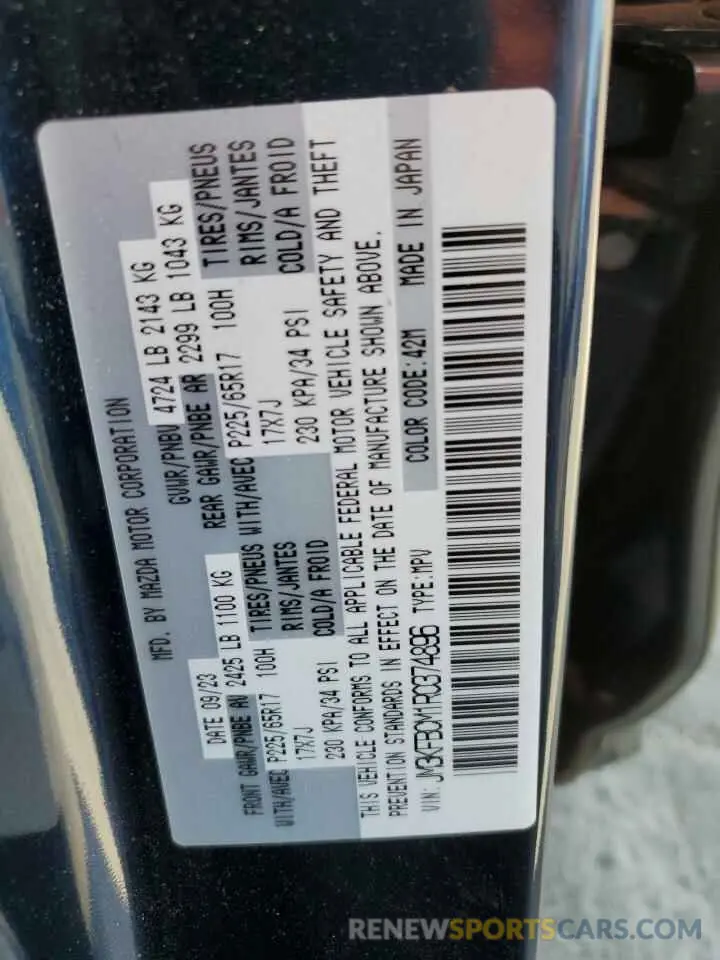 MFD. BY MAZDA MOTOR CORPORATION
DATE 09/23
GVWR/PNBV 4724 LB 2143 KG
FRONT GAWR/PNBE AV 2425 LB 1100 KG
REAR GAWR/PNBE AR 2299 LB 1043 KG
WITH/AVEC P225/65R17 100H TIRES/PNEUS
17X7J RIMS/JANTES
230 KPA/34 PSI COLD/A FROID
WITH/AVEC P225/65R17 100H TIRES/PNEUS
17X7J RIMS/JANTES
230 KPA/34 PSI COLD/A FROID
THIS VEHICLE CONFORMS TO ALL APPLICABLE FEDERAL MOTOR VEHICLE SAFETY AND THEFT
PREVENTION STANDARDS IN EFFECT ON THE DATE OF MANUFACTURE SHOWN ABOVE.
VIN: JM3KFBCM1R0374896 TYPE:MPV COLOR CODE:42M MADE IN JAPAN
RENEWSPORTSCARS.COM